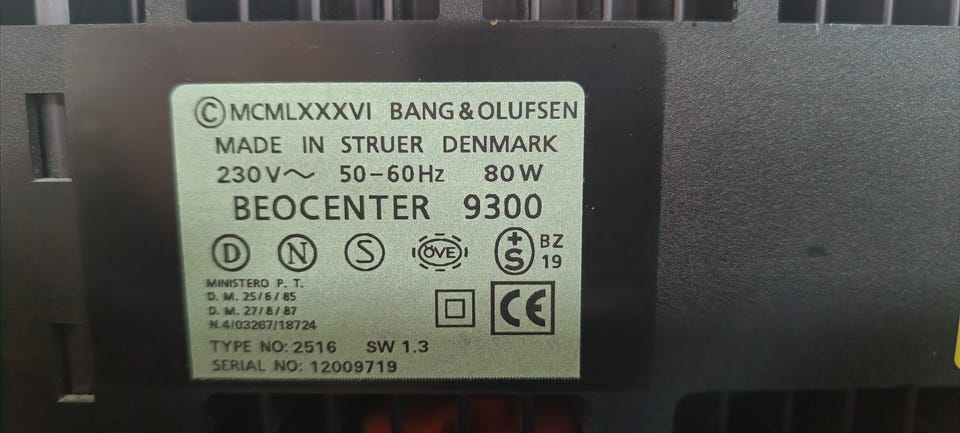 © MCMLXXXVI BANG & OLUFSEN
MADE IN STRUER DENMARK
230V～ 50-60Hz 80W
BEOCENTER 9300
D N S ÖVE +S BZ 19
MINISTERO P. T.
D. M. 25/6/85
D. M. 27/8/87
N.4/03267/18724
CE
TYPE NO: 2516 SW 1.3
SERIAL NO: 12009719